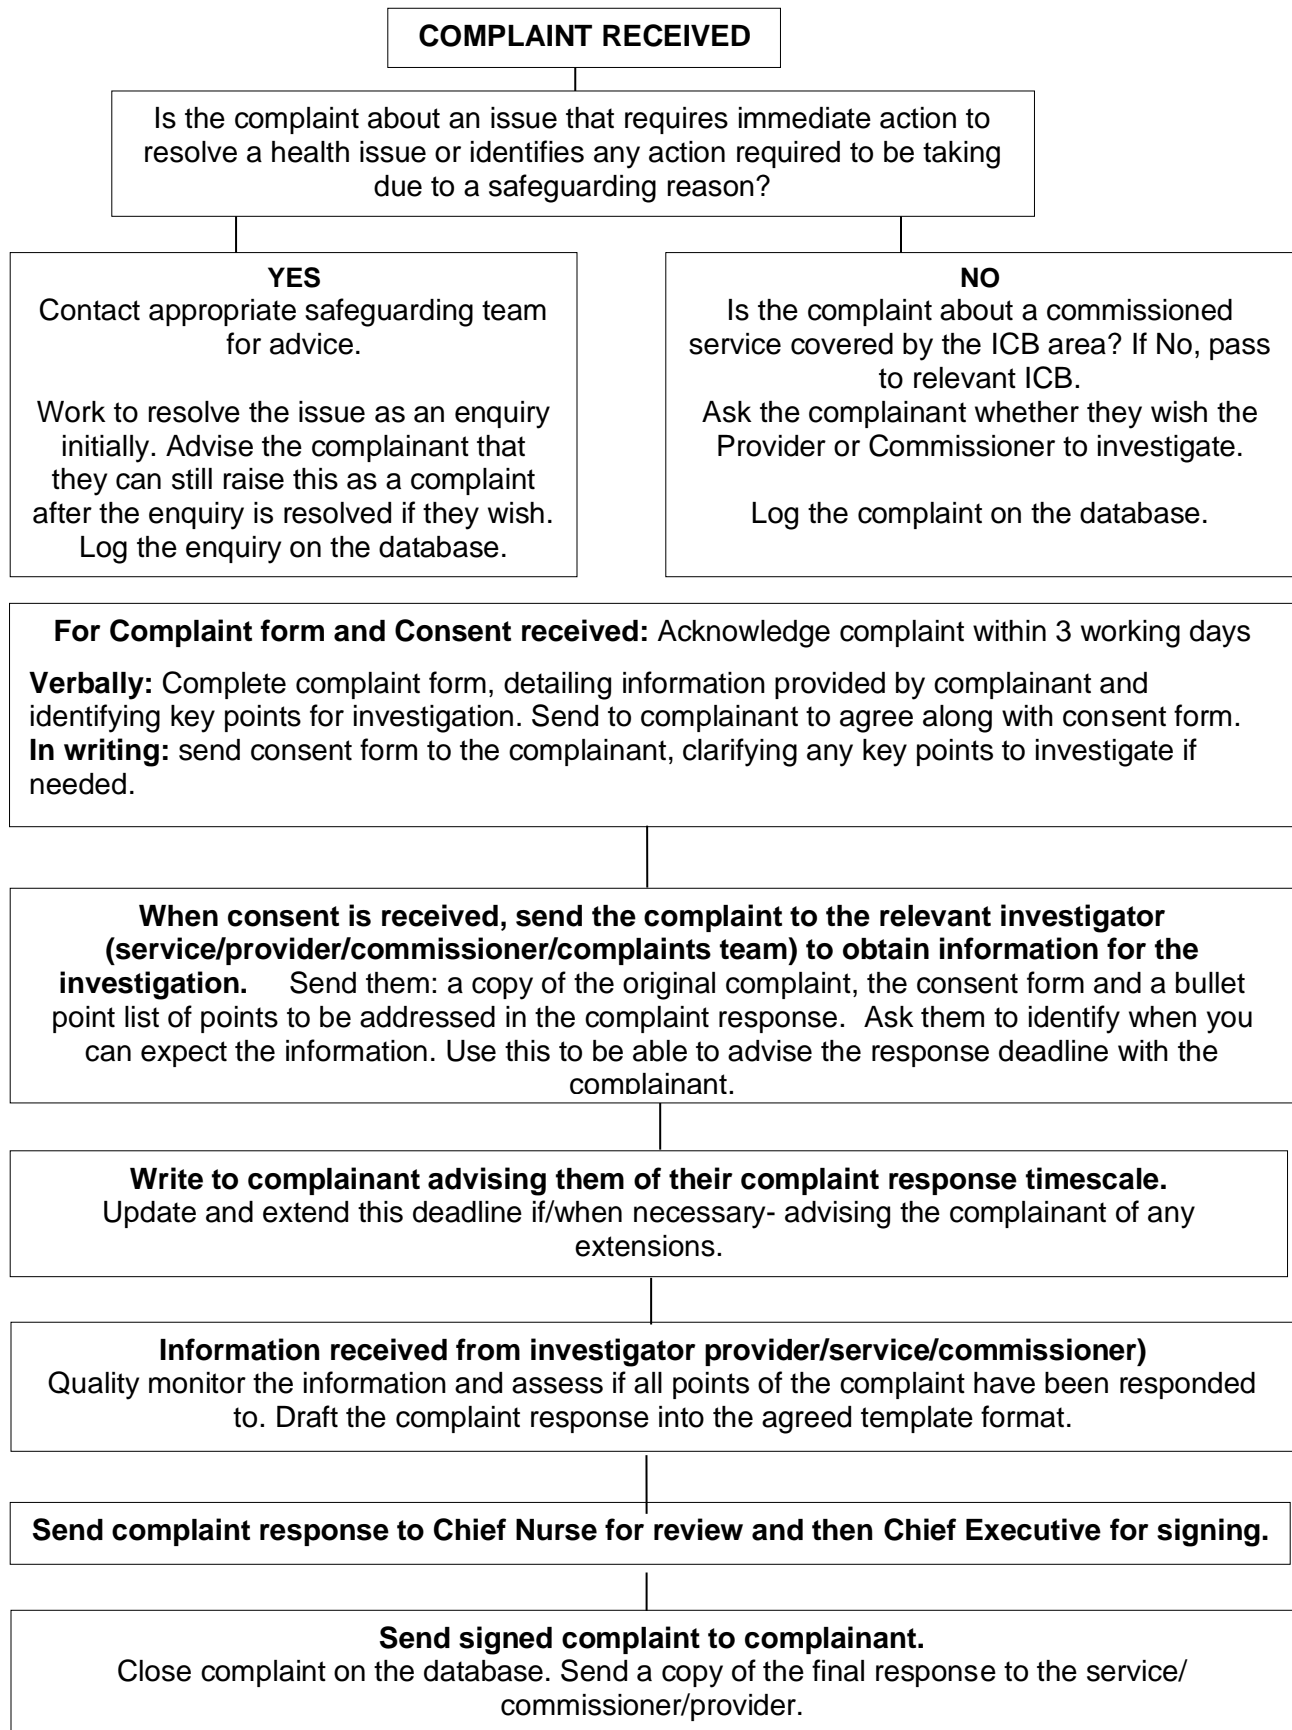 COMPLAINT RECEIVED
Is the complaint about an issue that requires immediate action to
resolve a health issue or identifies any action required to be taking
due to a safeguarding reason?
YES
Contact appropriate safeguarding team
for advice.
Work to resolve the issue as an enquiry
initially. Advise the complainant that
they can still raise this as a complaint
after the enquiry is resolved if they wish.
Log the enquiry on the database.
NO
Is the complaint about a commissioned
service covered by the ICB area? If No, pass
to relevant ICB.
Ask the complainant whether they wish the
Provider or Commissioner to investigate.
Log the complaint on the database.
For Complaint form and Consent received: Acknowledge complaint within 3 working days
Verbally: Complete complaint form, detailing information provided by complainant and
identifying key points for investigation. Send to complainant to agree along with consent form.
In writing: send consent form to the complainant, clarifying any key points to investigate if
needed.
When consent is received, send the complaint to the relevant investigator
(service/provider/commissioner/complaints team) to obtain information for the
investigation. Send them: a copy of the original complaint, the consent form and a bullet
point list of points to be addressed in the complaint response. Ask them to identify when you
can expect the information. Use this to be able to advise the response deadline with the
complainant.
Write to complainant advising them of their complaint response timescale.
Update and extend this deadline if/when necessary- advising the complainant of any
extensions.
Information received from investigator provider/service/commissioner)
Quality monitor the information and assess if all points of the complaint have been responded
to. Draft the complaint response into the agreed template format.
Send complaint response to Chief Nurse for review and then Chief Executive for signing.
Send signed complaint to complainant.
Close complaint on the database. Send a copy of the final response to the service/
commissioner/provider.